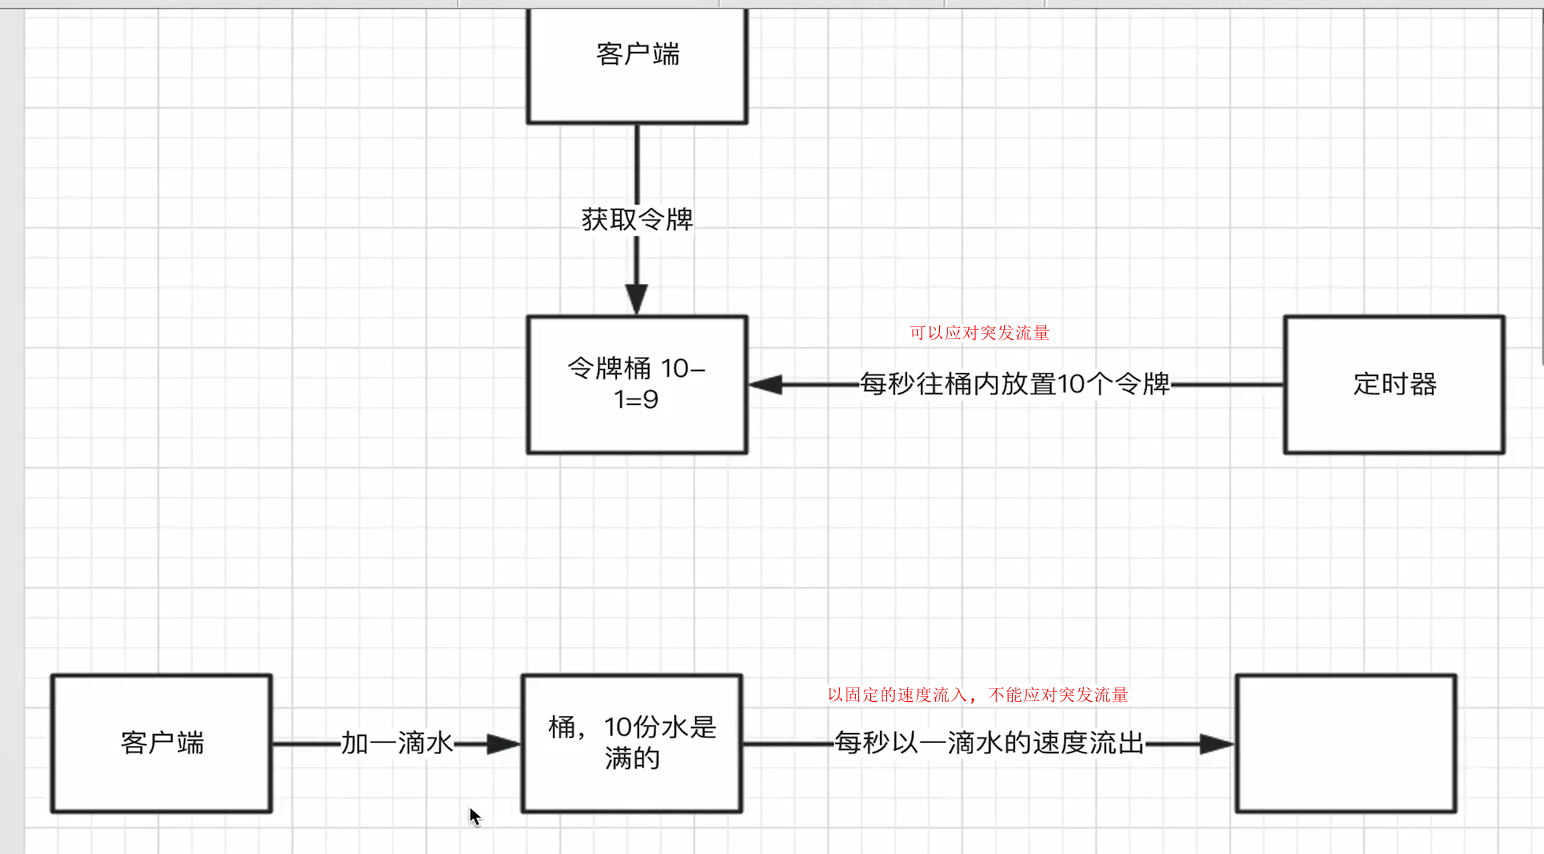 客户端
获取令牌
可以应对突发流量
令牌桶 10-
1=9
每秒往桶内放置10个令牌
定时器
以固定的速度流入，不能应对突发流量
客户端
加一滴水
桶，10份水是
满的
每秒以一滴水的速度流出